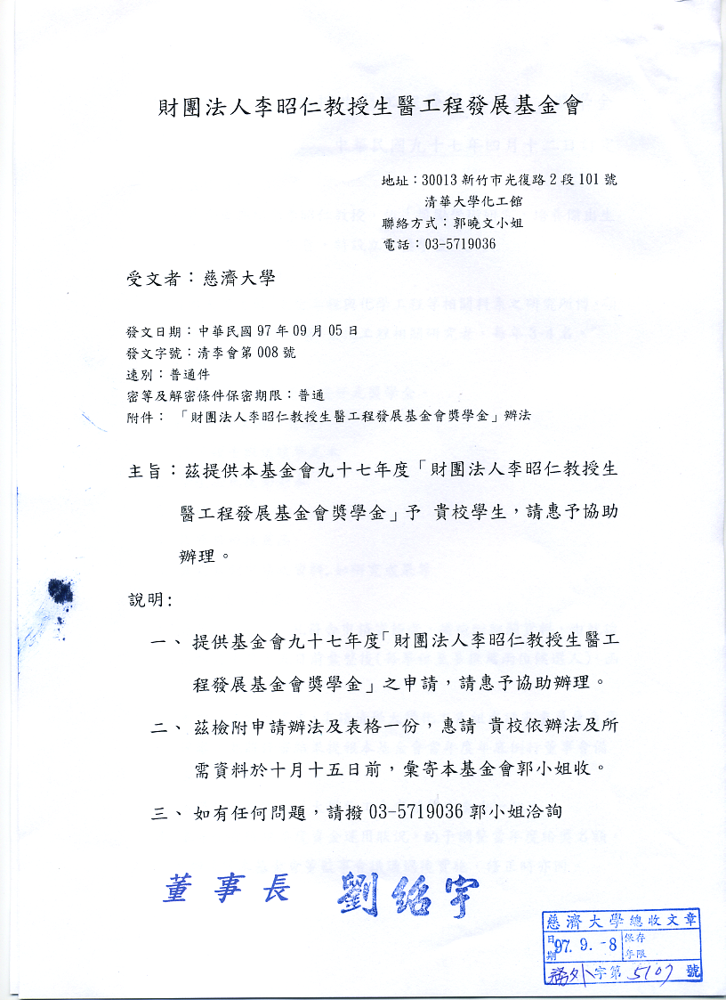 財團法人李昭仁教授生醫工程發展基金會
地址：30013 新竹市光復路 2 段 101 號
清華大學化工館
聯絡方式：郭曉文小姐
電話：03-5719036
受文者：慈濟大學
發文日期：中華民國 97 年 09 月 05 日
發文字號：清李會第 008 號
速別：普通件
密等及解密條件保密期限：普通
附件： 「財團法人李昭仁教授生醫工程發展基金會獎學金」辦法
主旨：茲提供本基金會九十七年度「財團法人李昭仁教授生
醫工程發展基金會獎學金」予 貴校學生，請惠予協助
辦理。
說明:
一、 提供基金會九十七年度「財團法人李昭仁教授生醫工
程發展基金會獎學金」之申請，請惠予協助辦理。
二、 茲檢附申請辦法及表格一份，惠請 貴校依辦法及所
需資料於十月十五日前，彙寄本基金會郭小姐收。
三、 如有任何問題，請撥 03-5719036 郭小姐洽詢
董事長 劉紹宇
慈濟大學總收文章
日期 97. 9. -8 保存年限
字第 5107 號